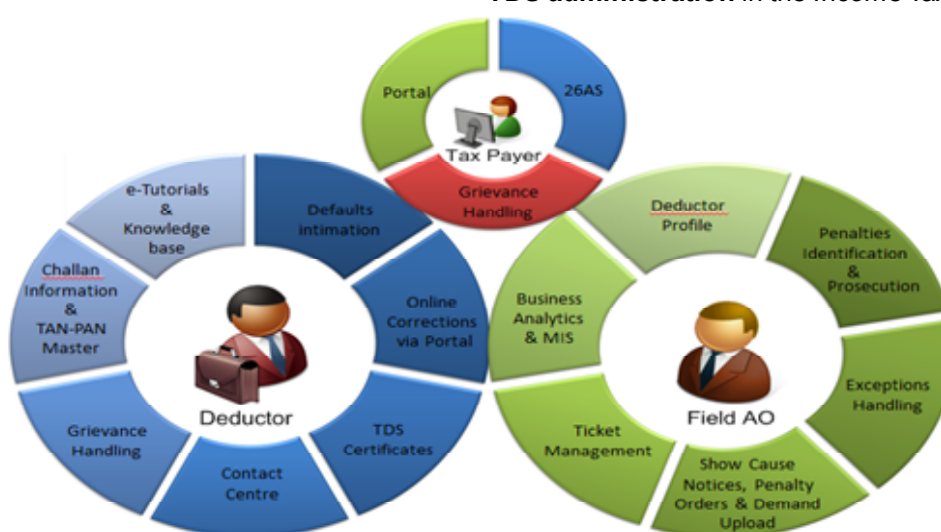 TDS administration in the Income Tax
Portal
26AS
Tax Payer
Grievance
Handling
e-Tutorials
&
Knowledge
base
Defaults
intimation
Challan
Information
&
TAN-PAN
Master
Online
Corrections
via Portal
Deductor
Grievance
Handling
Contact
Centre
TDS
Certificates
Deductor
Profile
Penalties
Identification
&
Prosecution
Business
Analytics
& MIS
Exceptions
Handling
Field AO
Ticket
Management
Show Cause
Notices, Penalty
Orders & Demand
Upload